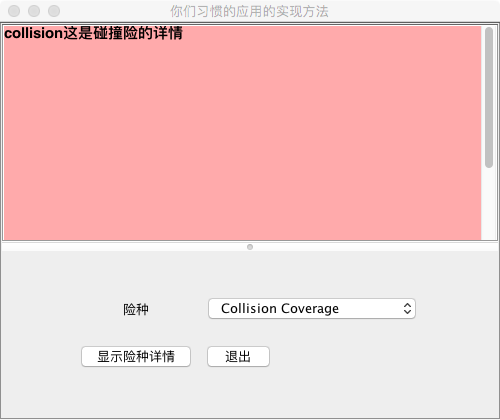 你们习惯的应用的实现方法
collision这是碰撞险的详情
险种 Collision Coverage
显示险种详情 退出